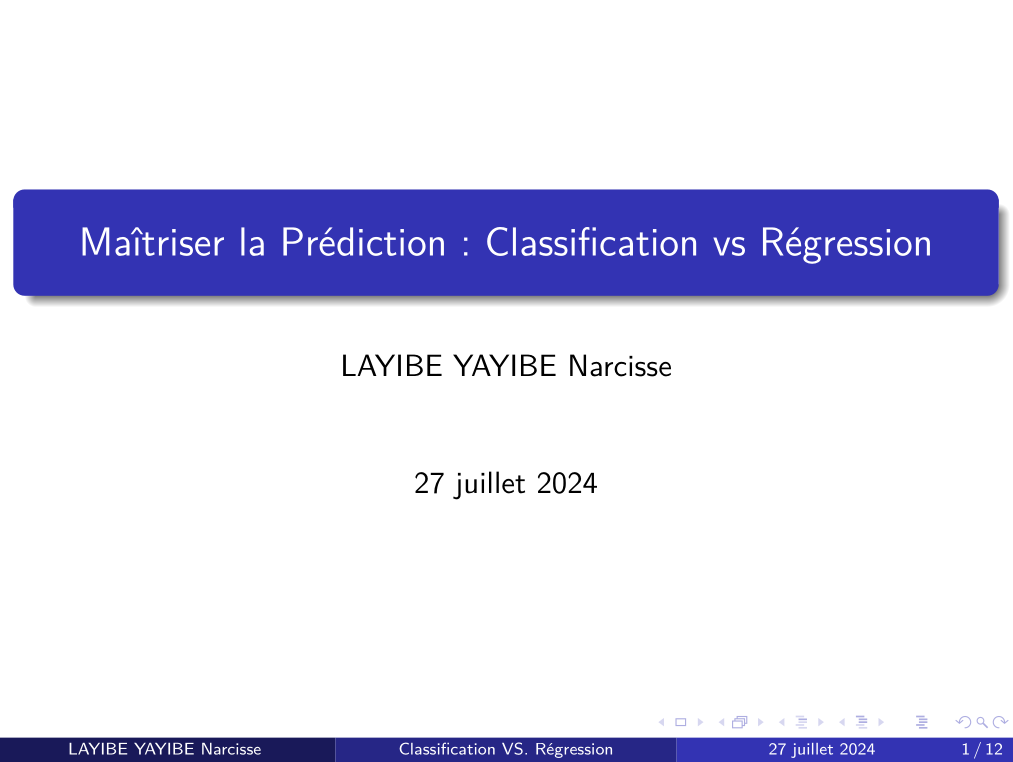 Maîtriser la Prédiction : Classification vs Régression
LAYIBE YAYIBE Narcisse
27 juillet 2024
LAYIBE YAYIBE Narcisse
Classification VS. Régression
27 juillet 2024
1 / 12